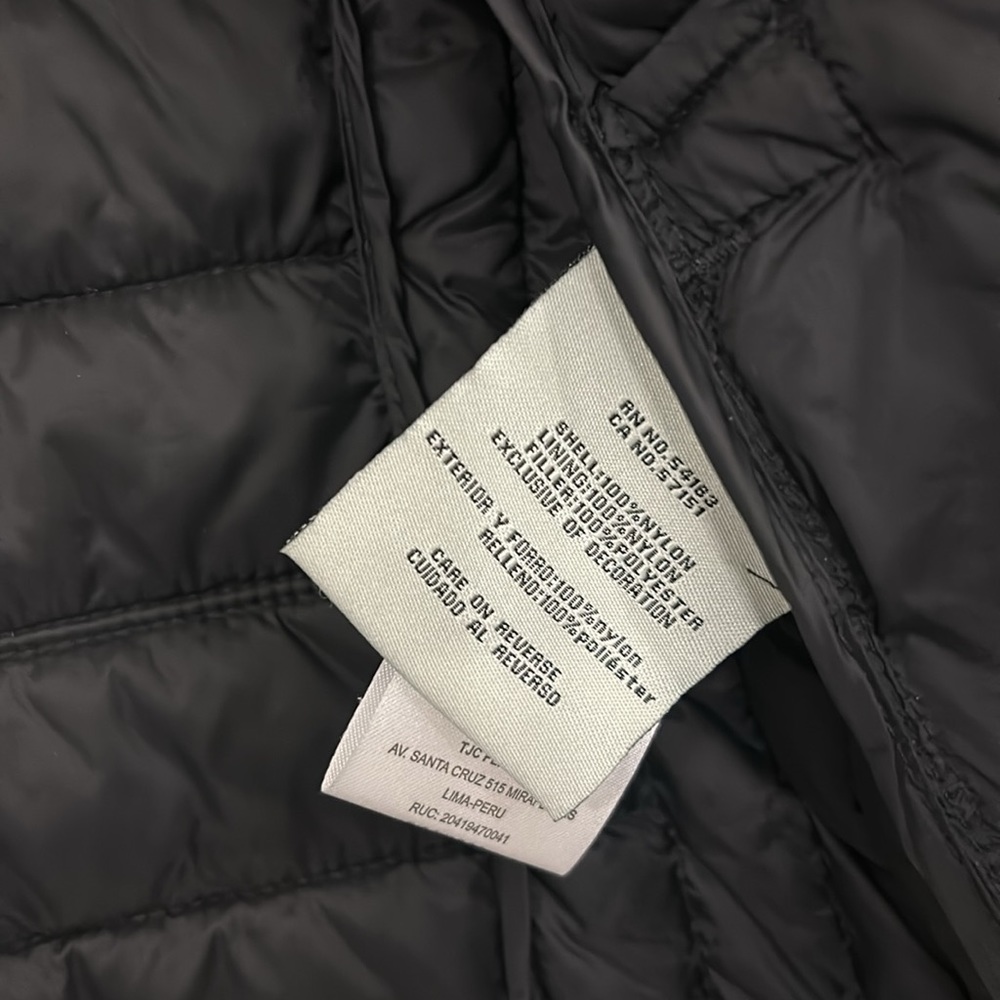 RN NO.54163
CA NO.57151
SHELL:100%NYLON
LINING:100%NYLON
FILLER:100%POLYESTER
EXCLUSIVE OF DECORATION
EXTERIOR Y FORRO:100%nylon
RELLENO:100%Poliéster
CARE ON REVERSE
CUIDADO AL REVERSO
TJC
AV. SANTA CRUZ 515
LIMA-PERU
RUC: 20419470041